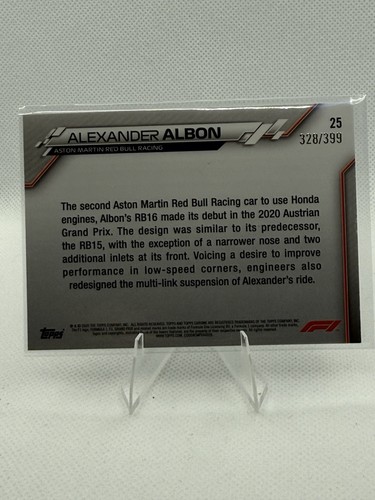 ALEXANDER ALBON
ASTON MARTIN RED BULL RACING
25
328/399
The second Aston Martin Red Bull Racing car to use Honda
engines, Albon's RB16 made its debut in the 2020 Austrian
Grand Prix. The design was similar to its predecessor,
the RB15, with the exception of a narrower nose and two
additional inlets at its front. Voicing a desire to improve
performance in low-speed corners, engineers also
redesigned the multi-link suspension of Alexander's ride.
Topps
F1